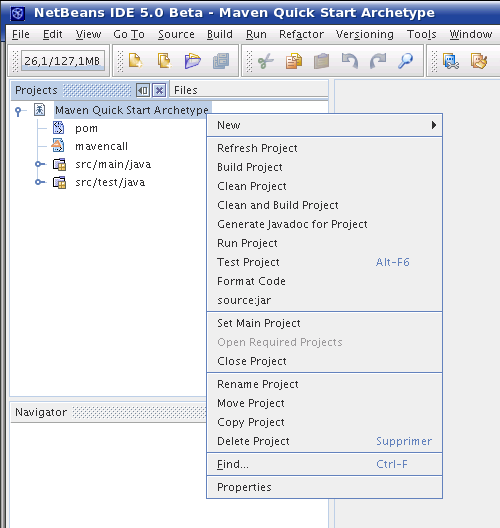 NetBeans IDE 5.0 Beta - Maven Quick Start Archetype
File Edit View Go To Source Build Run Refactor Versioning Tools Window
26,1/127,1MB
Projects Files
Maven Quick Start Archetype
pom
mavencall
src/main/java
src/test/java
New
Refresh Project
Build Project
Clean Project
Clean and Build Project
Generate Javadoc for Project
Run Project
Test Project Alt-F6
Format Code
source:jar
Set Main Project
Open Required Projects
Close Project
Rename Project
Move Project
Copy Project
Delete Project Supprimer
Find... Ctrl-F
Properties
Navigator